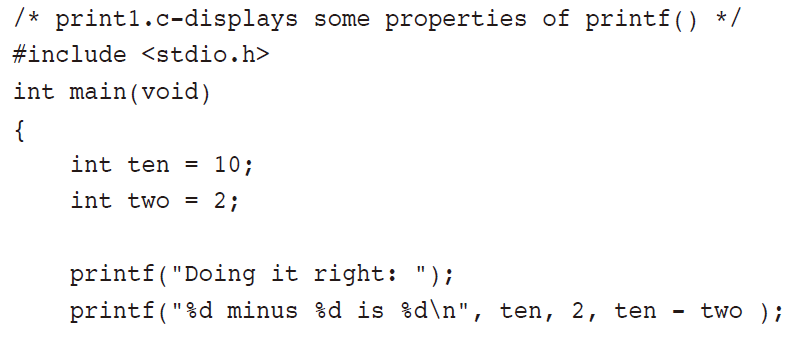 /* print1.c-displays some properties of printf() */
#include <stdio.h>
int main(void)
{
    int ten = 10;
    int two = 2;

    printf("Doing it right: ");
    printf("%d minus %d is %d\n", ten, 2, ten - two );